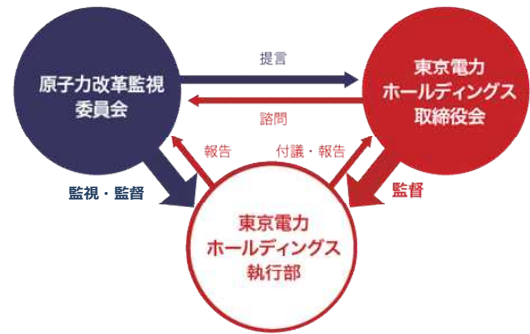 原子力改革監視
委員会
提言
諮問
東京電力
ホールディングス
取締役会
報告
付議・報告
監視・監督
監督
東京電力
ホールディングス
執行部